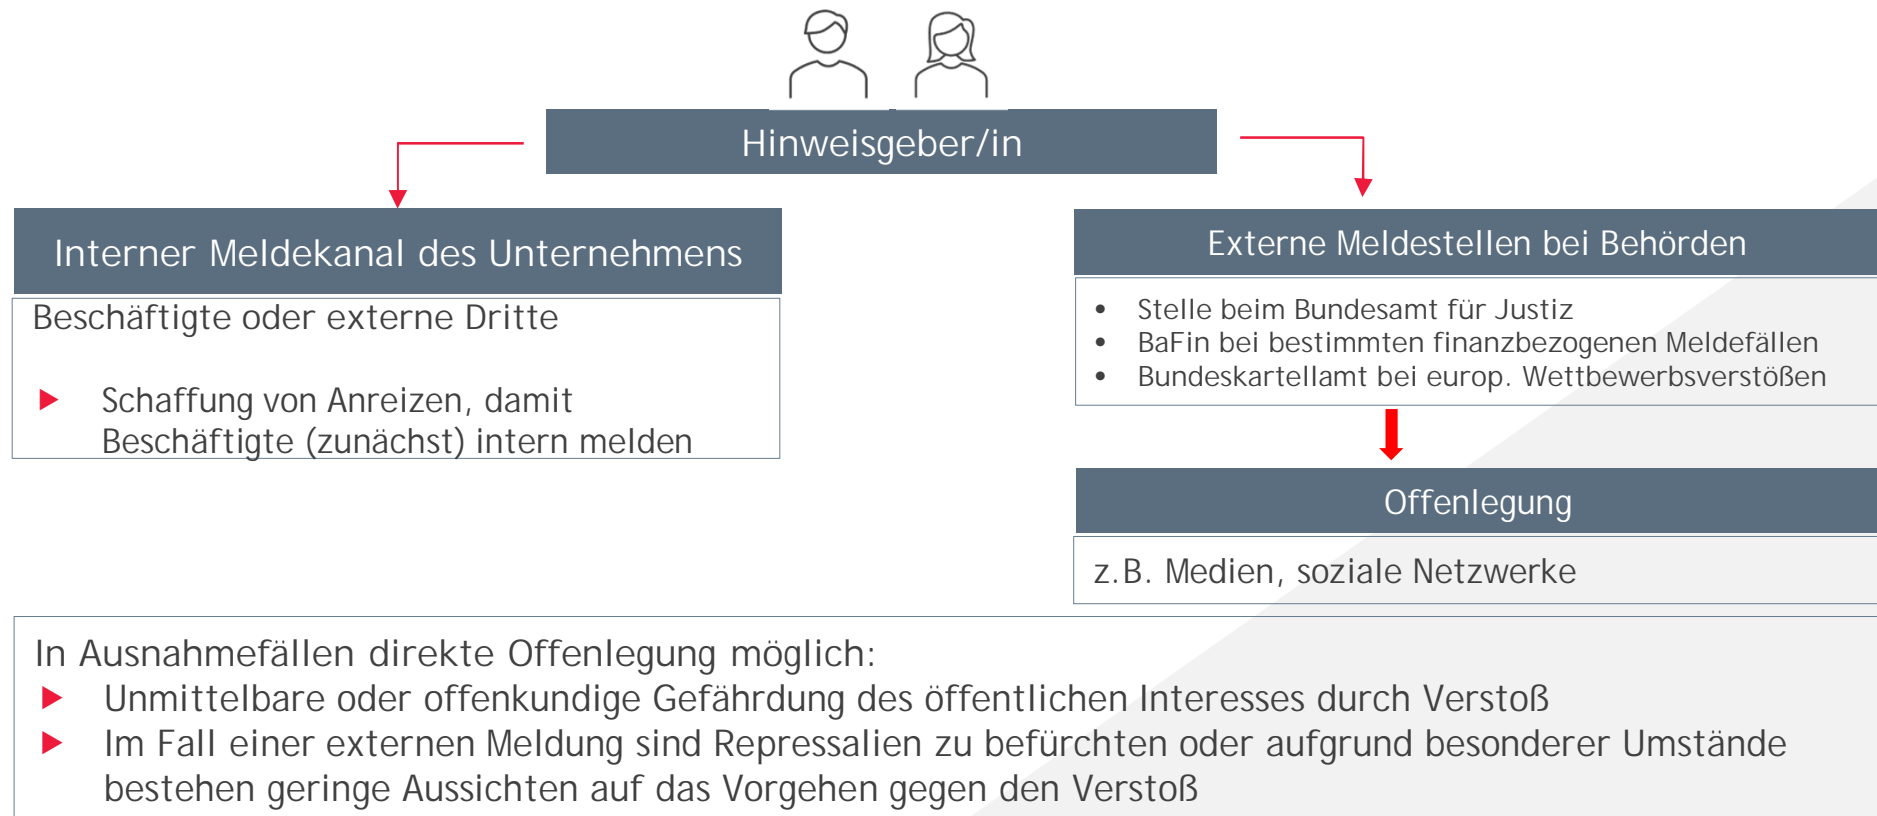 Hinweisgeber/in
Interner Meldekanal des Unternehmens
Beschäftigte oder externe Dritte
Schaffung von Anreizen, damit
Beschäftigte (zunächst) intern melden
Externe Meldestellen bei Behörden
• Stelle beim Bundesamt für Justiz
• BaFin bei bestimmten finanzbezogenen Meldefällen
• Bundeskartellamt bei europ. Wettbewerbsverstößen
Offenlegung
z.B. Medien, soziale Netzwerke
In Ausnahmefällen direkte Offenlegung möglich:
Unmittelbare oder offenkundige Gefährdung des öffentlichen Interesses durch Verstoß
Im Fall einer externen Meldung sind Repressalien zu befürchten oder aufgrund besonderer Umstände
bestehen geringe Aussichten auf das Vorgehen gegen den Verstoß